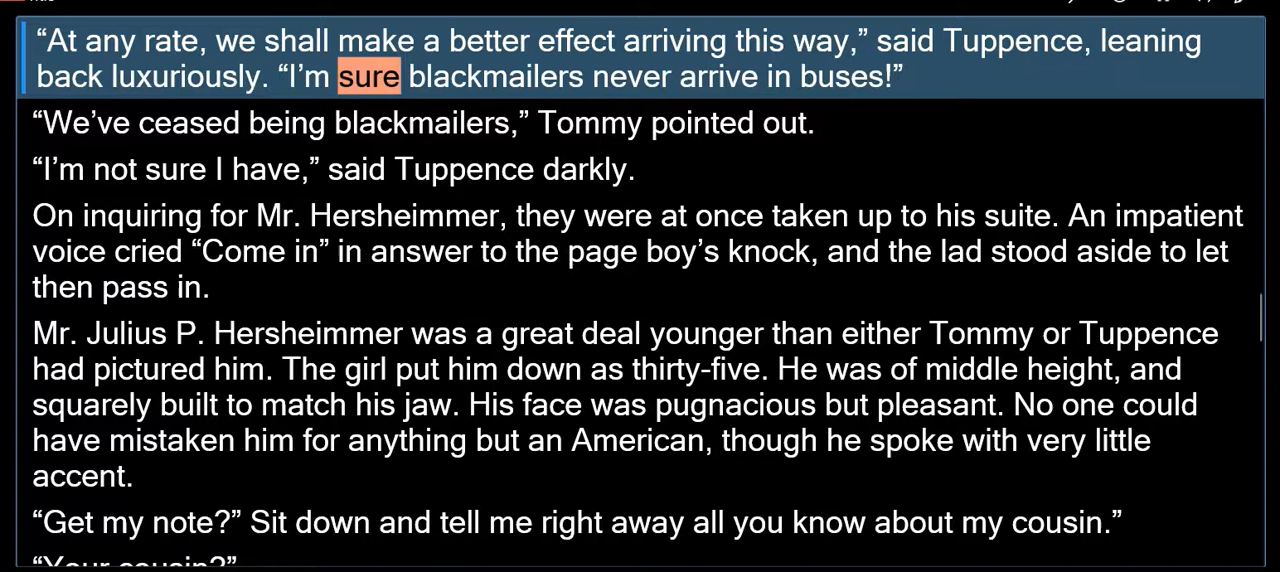 “At any rate, we shall make a better effect arriving this way,” said Tuppence, leaning
back luxuriously. “I’m sure blackmailers never arrive in buses!”
“We’ve ceased being blackmailers,” Tommy pointed out.
“I’m not sure I have,” said Tuppence darkly.
On inquiring for Mr. Hersheimmer, they were at once taken up to his suite. An impatient
voice cried “Come in” in answer to the page boy’s knock, and the lad stood aside to let
then pass in.
Mr. Julius P. Hersheimmer was a great deal younger than either Tommy or Tuppence
had pictured him. The girl put him down as thirty-five. He was of middle height, and
squarely built to match his jaw. His face was pugnacious but pleasant. No one could
have mistaken him for anything but an American, though he spoke with very little
accent.
“Get my note?” Sit down and tell me right away all you know about my cousin.”
“Your cousin?”